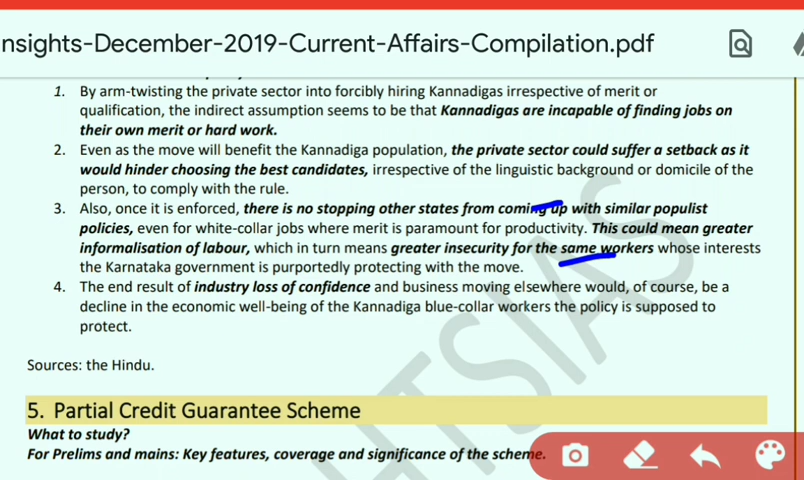 nsights-December-2019-Current-Affairs-Compilation.pdf
1. By arm-twisting the private sector into forcibly hiring Kannadigas irrespective of merit or
qualification, the indirect assumption seems to be that Kannadigas are incapable of finding jobs on
their own merit or hard work.
2. Even as the move will benefit the Kannadiga population, the private sector could suffer a setback as it
would hinder choosing the best candidates, irrespective of the linguistic background or domicile of the
person, to comply with the rule.
3. Also, once it is enforced, there is no stopping other states from coming up with similar populist
policies, even for white-collar jobs where merit is paramount for productivity. This could mean greater
informalisation of labour, which in turn means greater insecurity for the same workers whose interests
the Karnataka government is purportedly protecting with the move.
4. The end result of industry loss of confidence and business moving elsewhere would, of course, be a
decline in the economic well-being of the Kannadiga blue-collar workers the policy is supposed to
protect.
Sources: the Hindu.
5. Partial Credit Guarantee Scheme
What to study?
For Prelims and mains: Key features, coverage and significance of the scheme.
HTSIAS